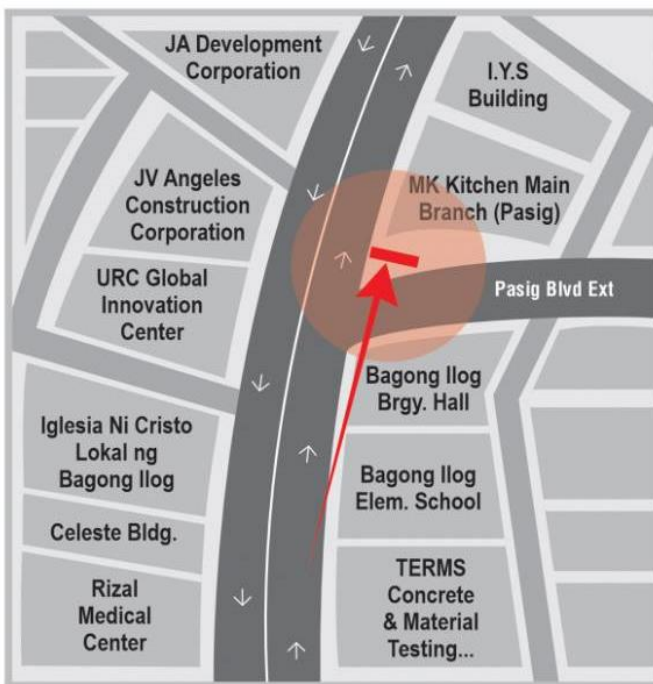 JA Development
Corporation
I.Y.S
Building
JV Angeles
Construction
Corporation
MK Kitchen Main
Branch (Pasig)
URC Global
Innovation
Center
Pasig Blvd Ext
Bagong Ilog
Brgy. Hall
Iglesia Ni Cristo
Lokal ng
Bagong Ilog
Bagong Ilog
Elem. School
Celeste Bldg.
TERMS
Concrete
& Material
Testing...
Rizal
Medical
Center